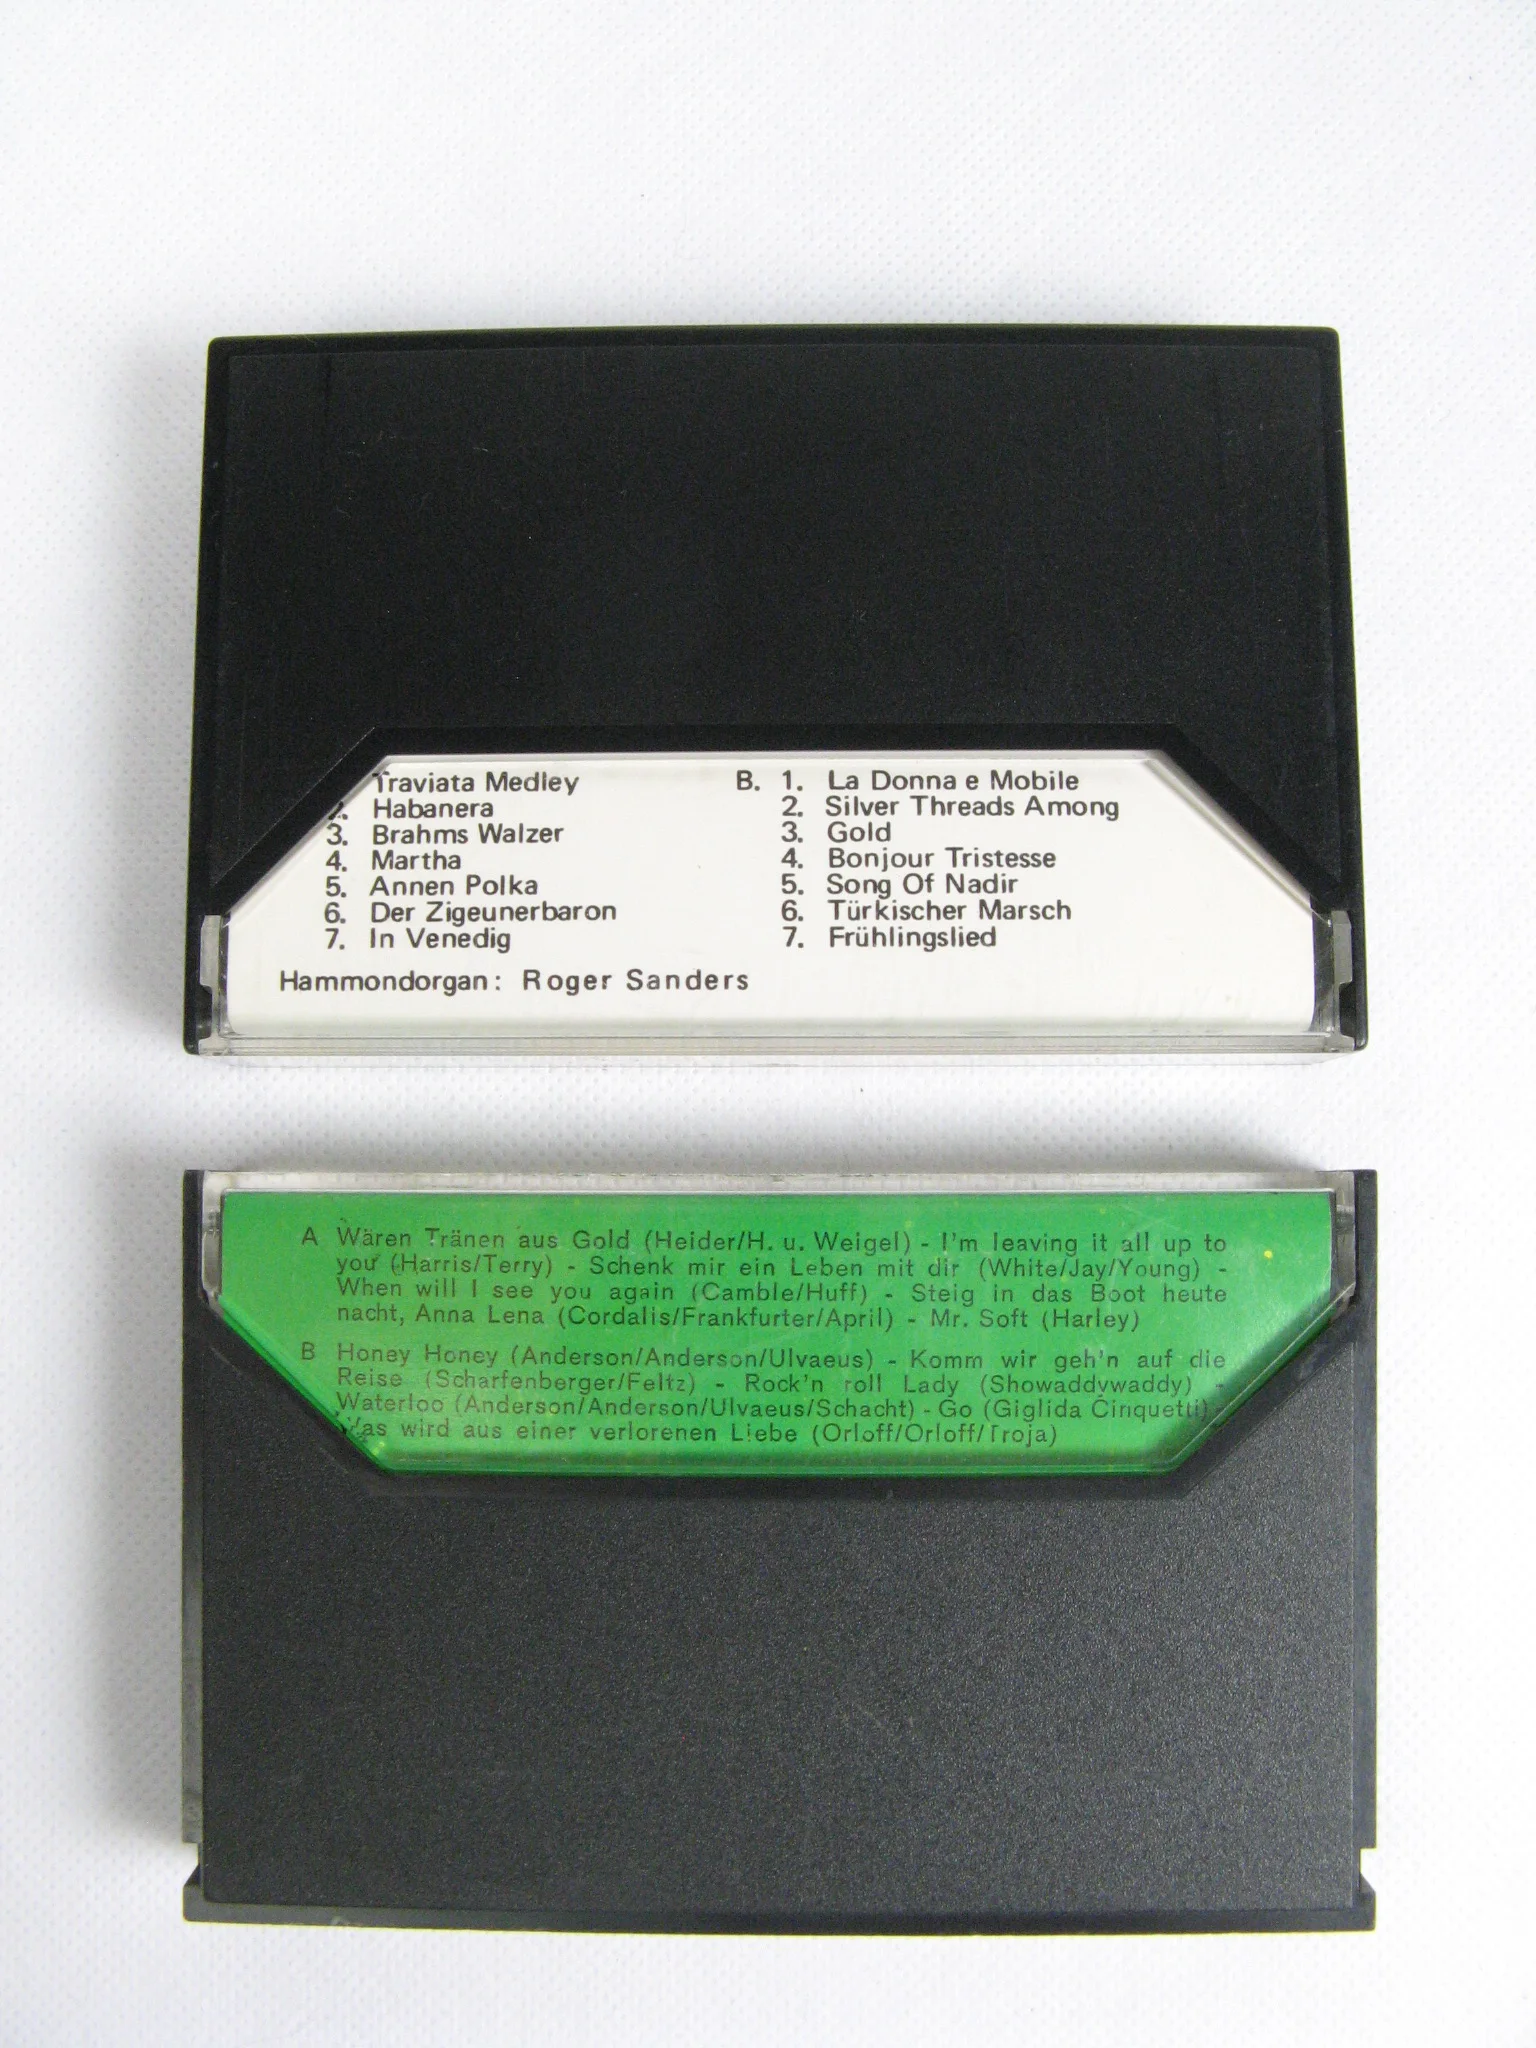 Traviata Medley
2. Habanera
3. Brahms Walzer
4. Martha
5. Annen Polka
6. Der Zigeunerbaron
7. In Venedig
B. 1. La Donna e Mobile
2. Silver Threads Among
3. Gold
4. Bonjour Tristesse
5. Song Of Nadir
6. Türkischer Marsch
7. Frühlingslied
Hammondorgan: Roger Sanders
A Wären Tränen aus Gold (Heider/H. u. Weigel) - I'm leaving it all up to
you (Harris/Terry) - Schenk mir ein Leben mit dir (White/Jay/Young) -
When will I see you again (Camble/Huff) - Steig in das Boot heute
nacht, Anna Lena (Cordalis/Frankfurter/April) - Mr. Soft (Harley)
B Honey Honey (Anderson/Anderson/Ulvaeus) - Komm wir geh'n auf die
Reise (Scharfenberger/Feltz) - Rock'n roll Lady (Showaddywaddy) -
Waterloo (Anderson/Anderson/Ulvaeus/Schacht) - Go (Giglida Cinquetti) -
Was wird aus einer verlorenen Liebe (Orloff/Orloff/Troja)